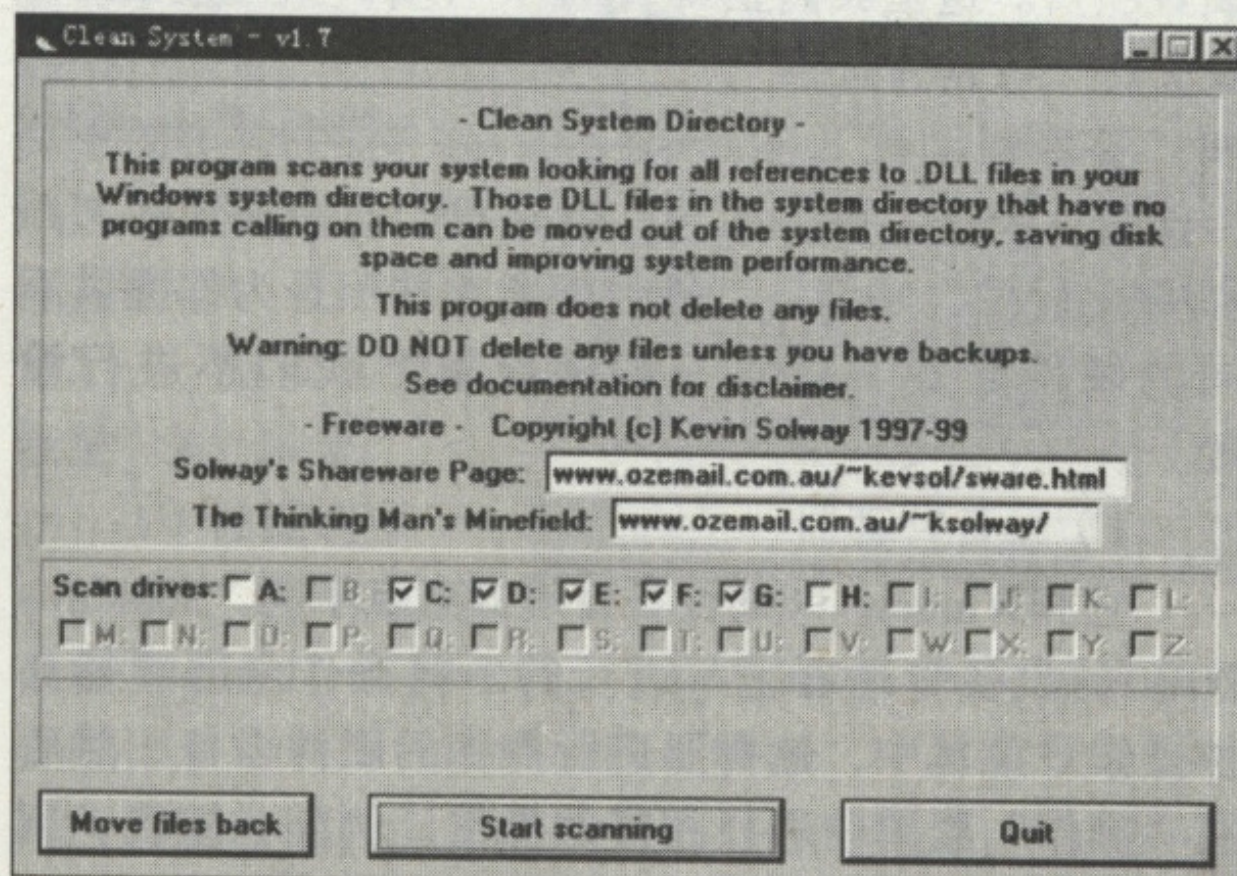 Clean System - v1.7
- Clean System Directory -
This program scans your system looking for all references to .DLL files in your
Windows system directory. Those DLL files in the system directory that have no
programs calling on them can be moved out of the system directory, saving disk
space and improving system performance.
This program does not delete any files.
Warning: DO NOT delete any files unless you have backups.
See documentation for disclaimer.
- Freeware - Copyright (c) Kevin Solway 1997-99
Solway's Shareware Page: www.ozemail.com.au/~kevsol/sware.html
The Thinking Man's Minefield: www.ozemail.com.au/~ksolway/
Scan drives: A: B: C: D: E: F: G: H: I: J: K: L:
M: N: O: P: Q: R: S: T: U: V: W: X: Y: Z:
Move files back Start scanning Quit